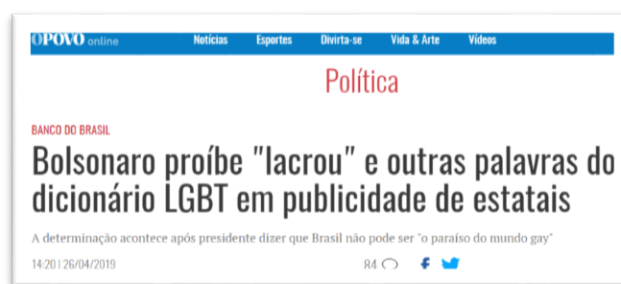 OPOVO online Notícias Esportes Divirta-se Vida & Arte Vídeos
Política
BANCO DO BRASIL
Bolsonaro proíbe "lacrou" e outras palavras do
dicionário LGBT em publicidade de estatais
A determinação acontece após presidente dizer que Brasil não pode ser "o paraíso do mundo gay"
14:20 | 26/04/2019 R4